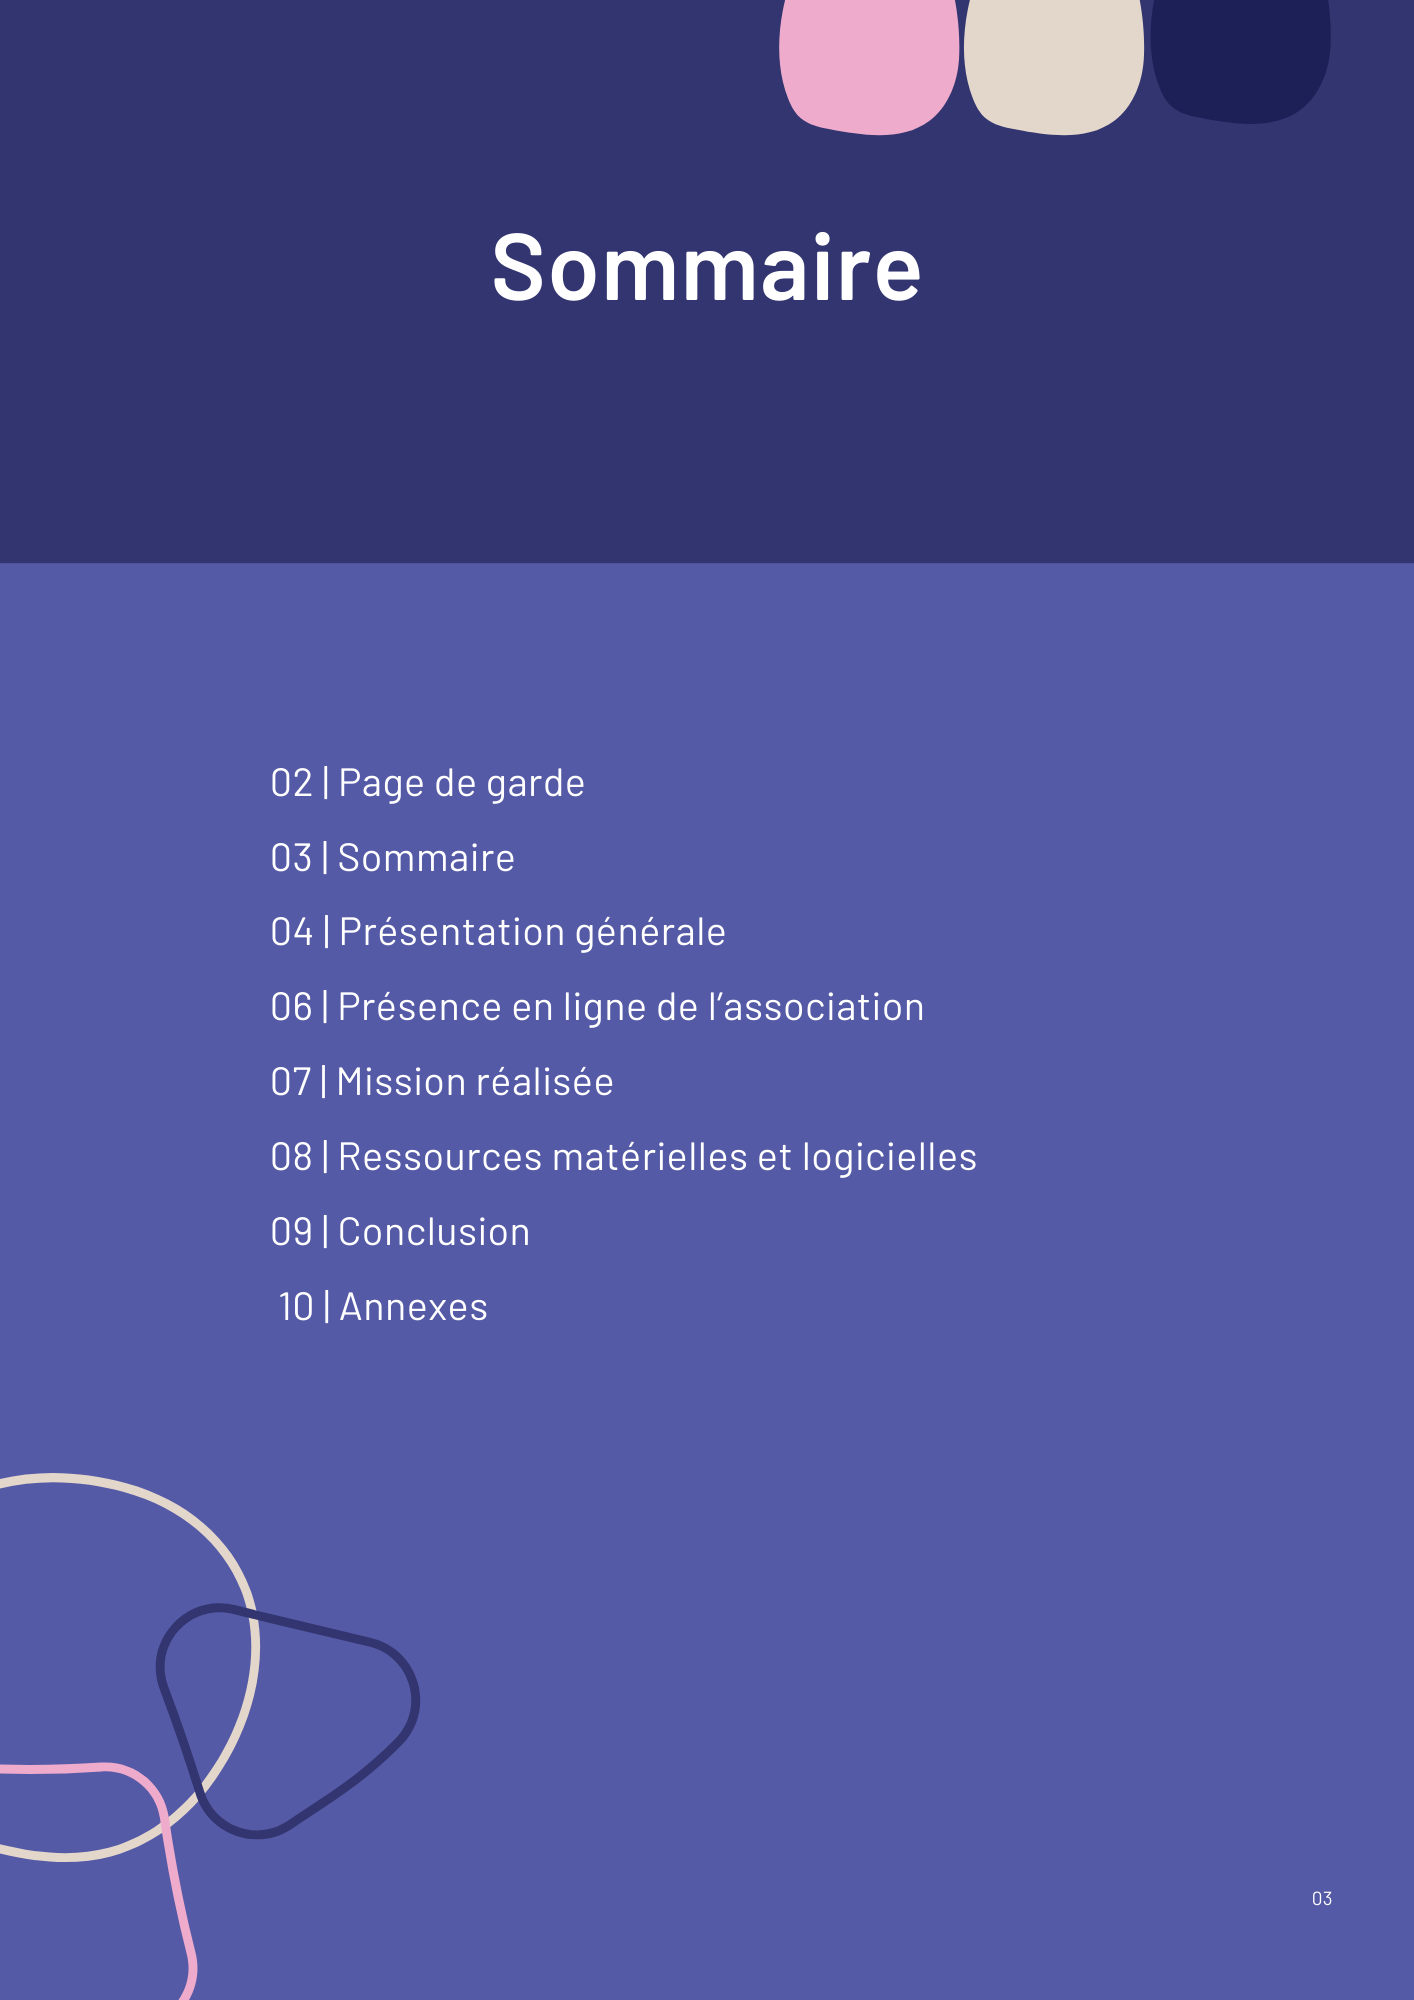 Sommaire
02 | Page de garde
03 | Sommaire
04 | Présentation générale
06 | Présence en ligne de l’association
07 | Mission réalisée
08 | Ressources matérielles et logicielles
09 | Conclusion
10 | Annexes
03